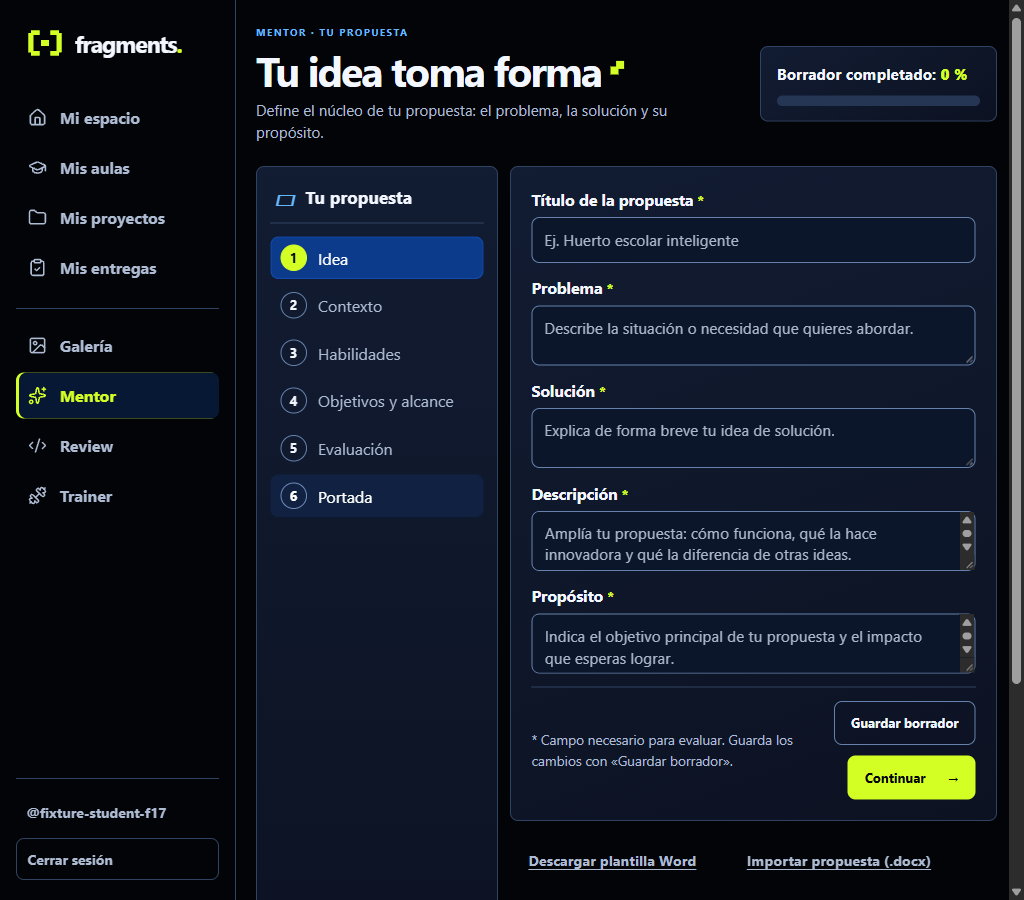 fragments.
Mi espacio
Mis aulas
Mis proyectos
Mis entregas
Galería
Mentor
Review
Trainer
@fixture-student-f17
Cerrar sesión
MENTOR · TU PROPUESTA
Tu idea toma forma
Define el núcleo de tu propuesta: el problema, la solución y su
propósito.
Borrador completado: 0 %
Tu propuesta
1 Idea
2 Contexto
3 Habilidades
4 Objetivos y alcance
5 Evaluación
6 Portada
Título de la propuesta *
Ej. Huerto escolar inteligente
Problema *
Describe la situación o necesidad que quieres abordar.
Solución *
Explica de forma breve tu idea de solución.
Descripción *
Amplía tu propuesta: cómo funciona, qué la hace
innovadora y qué la diferencia de otras ideas.
Propósito *
Indica el objetivo principal de tu propuesta y el impacto
que esperas lograr.
* Campo necesario para evaluar. Guarda los
cambios con «Guardar borrador».
Guardar borrador
Continuar →
Descargar plantilla Word
Importar propuesta (.docx)